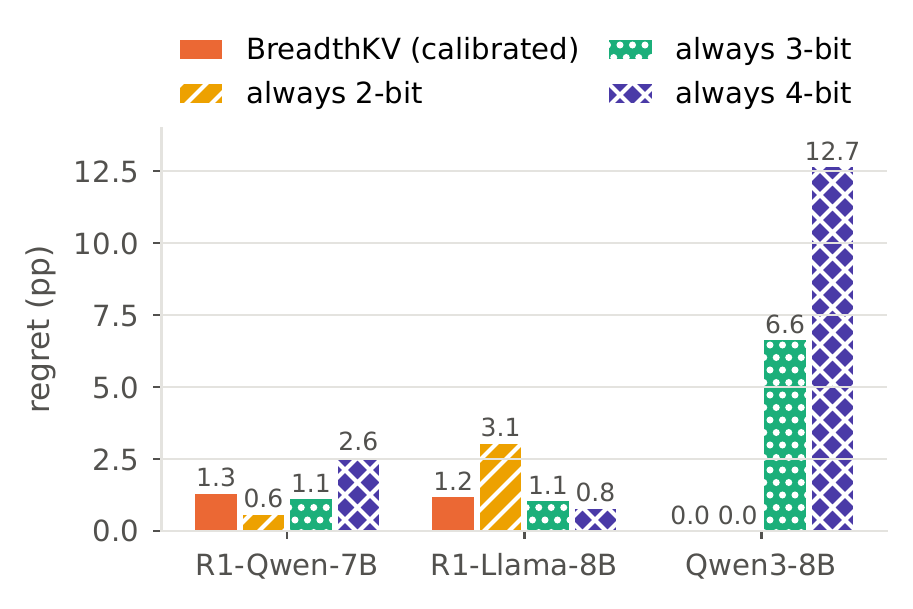 BreadthKV (calibrated)
always 2-bit
always 3-bit
always 4-bit
regret (pp)
12.5
10.0
7.5
5.0
2.5
0.0
1.3
0.6
1.1
2.6
1.2
3.1
1.1
0.8
0.0
0.0
6.6
12.7
R1-Qwen-7B
R1-Llama-8B
Qwen3-8B